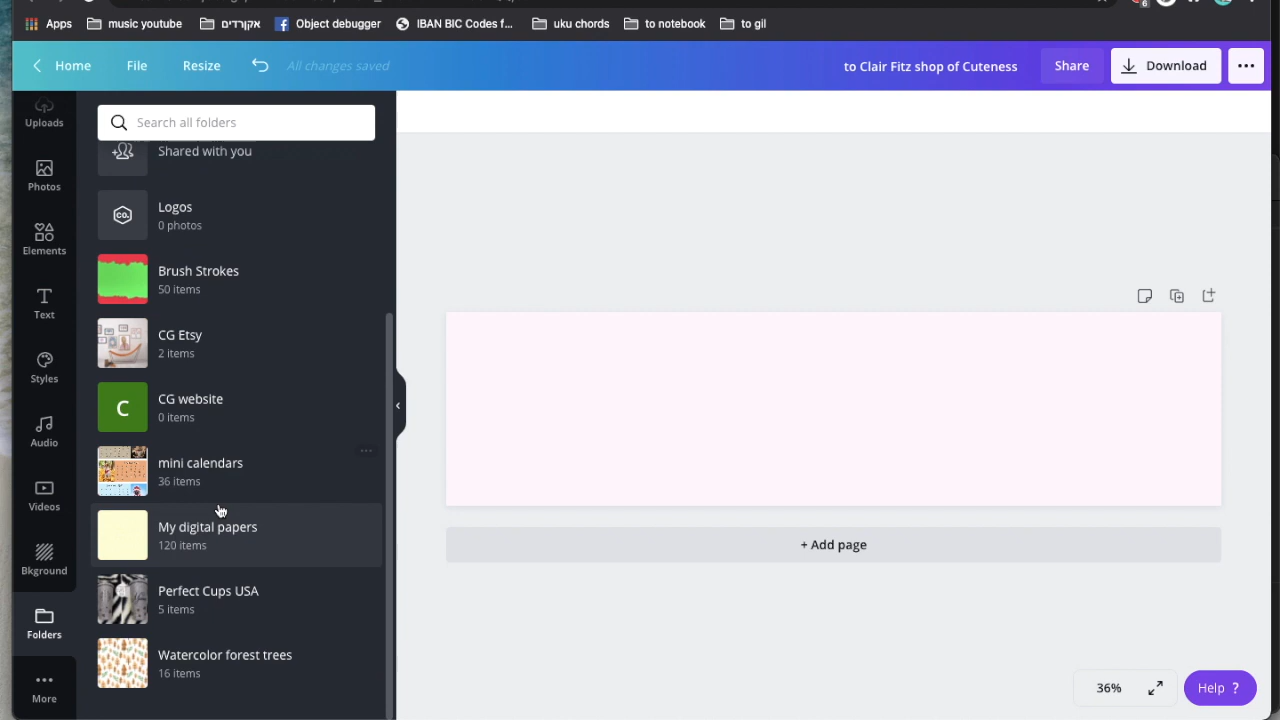 Apps
music youtube
אקורדים
Object debugger
IBAN BIC Codes f...
uku chords
to notebook
to gil
6
Home
File
Resize
All changes saved
to Clair Fitz shop of Cuteness
Share
Download
Uploads
Photos
Elements
Text
Styles
Audio
Videos
Bkground
Folders
More
Search all folders
Shared with you
CO.
Logos
0 photos
Brush Strokes
50 items
CG Etsy
2 items
C
CG website
0 items
mini calendars
36 items
My digital papers
120 items
Perfect Cups USA
5 items
Watercolor forest trees
16 items
+ Add page
36%
Help ?